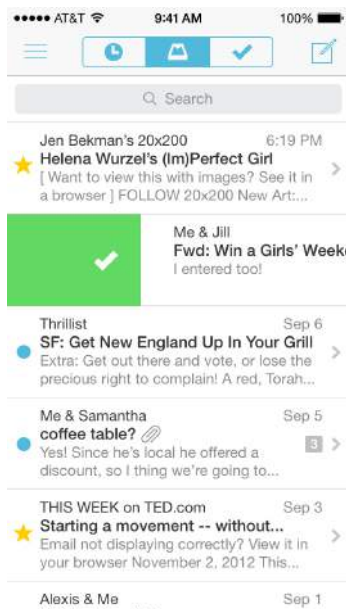 AT&T 9:41 AM 100%
Search
Jen Bekman's 20x200 6:19 PM
Helena Wurzel's (Im)Perfect Girl
[ Want to view this with images? See it in
a browser ] FOLLOW 20x200 New Art:...
Me & Jill
Fwd: Win a Girls' Weeke
I entered too!
Thrillist Sep 6
SF: Get New England Up In Your Grill
Extra: Get out there and vote, or lose the
precious right to complain! A red, Torah...
Me & Samantha Sep 5
coffee table?
Yes! Since he's local he offered a 3
discount, so I thing we're going to...
THIS WEEK on TED.com Sep 3
Starting a movement -- without...
Email not displaying correctly? View it in
your browser November 2, 2012 This...
Alexis & Me Sep 1